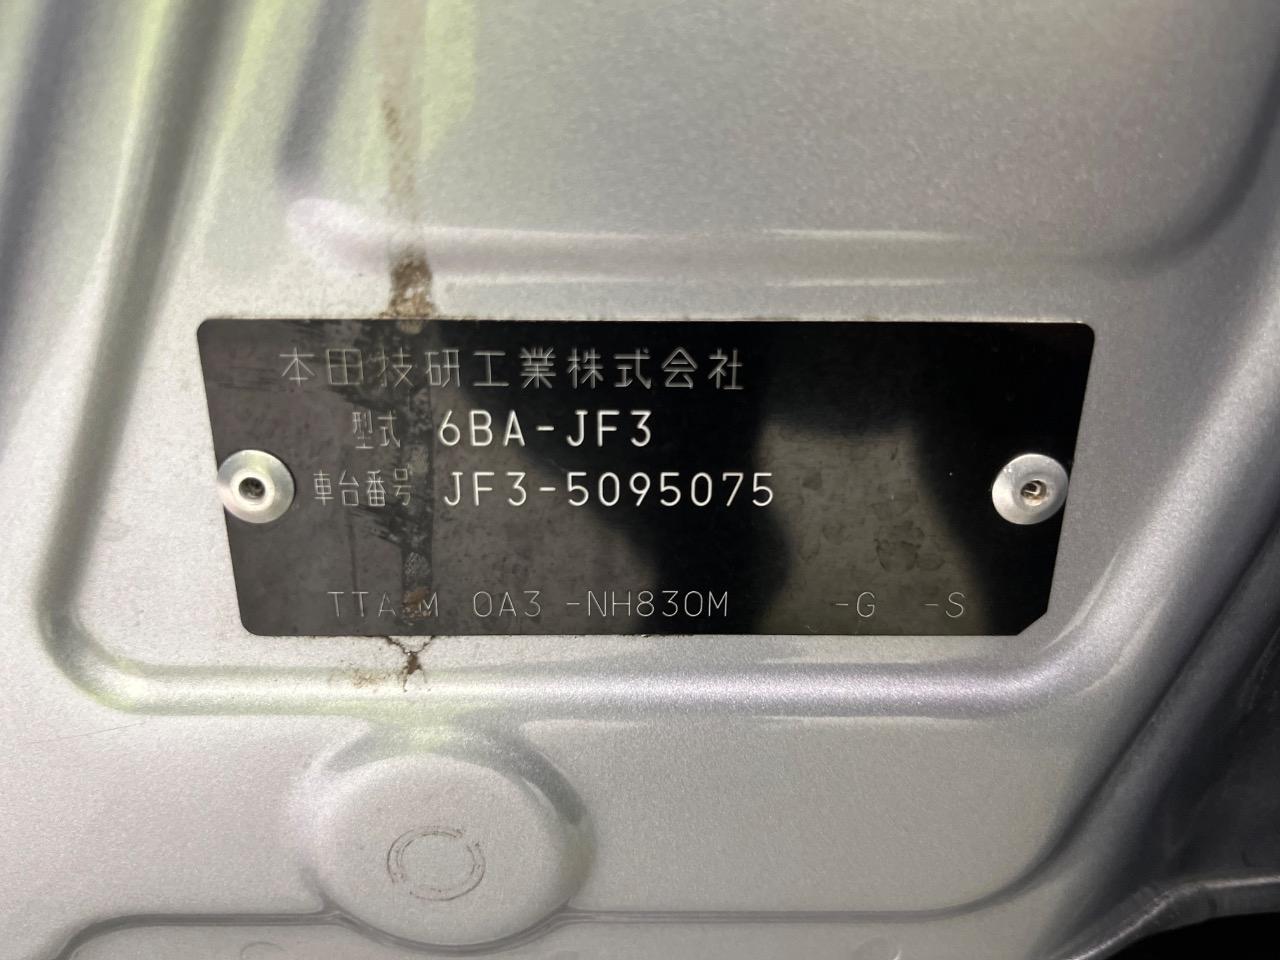 本田技研工業株式会社
型式 6BA-JF3
車台番号 JF3-5095075
0A3 -NH830M -G -S